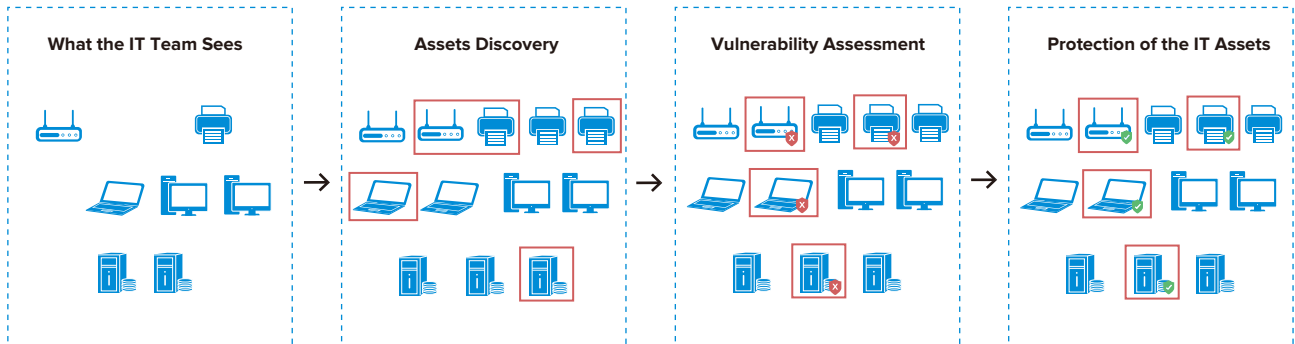 What the IT Team Sees
Assets Discovery
Vulnerability Assessment
Protection of the IT Assets